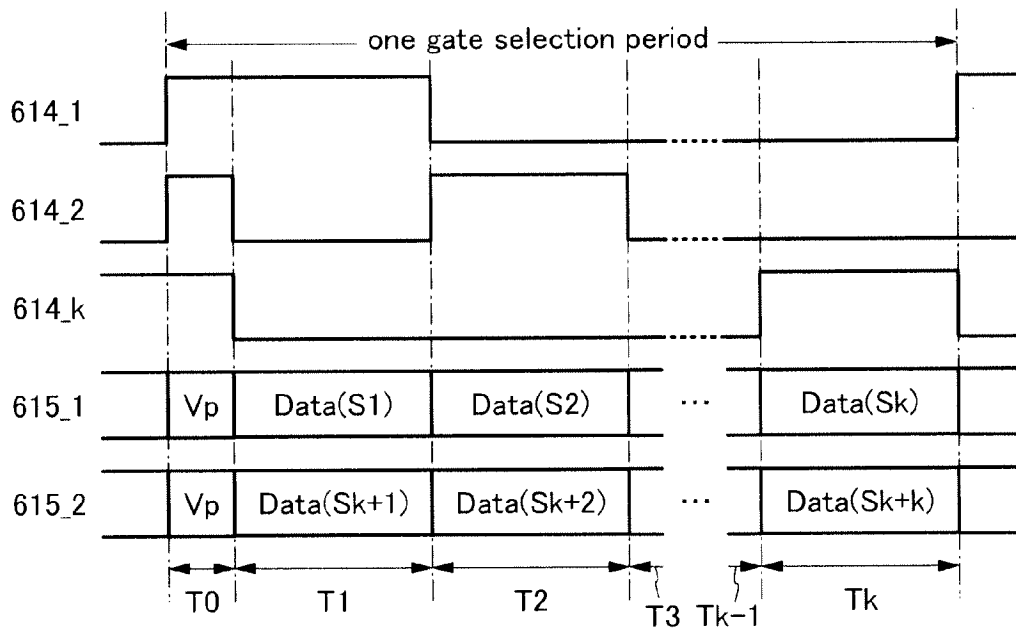 one gate selection period
614_1
614_2
614_k
615_1 Vp Data(S1) Data(S2) ··· Data(Sk)
615_2 Vp Data(Sk+1) Data(Sk+2) ··· Data(Sk+k)
T0 T1 T2 T3 Tk-1 Tk